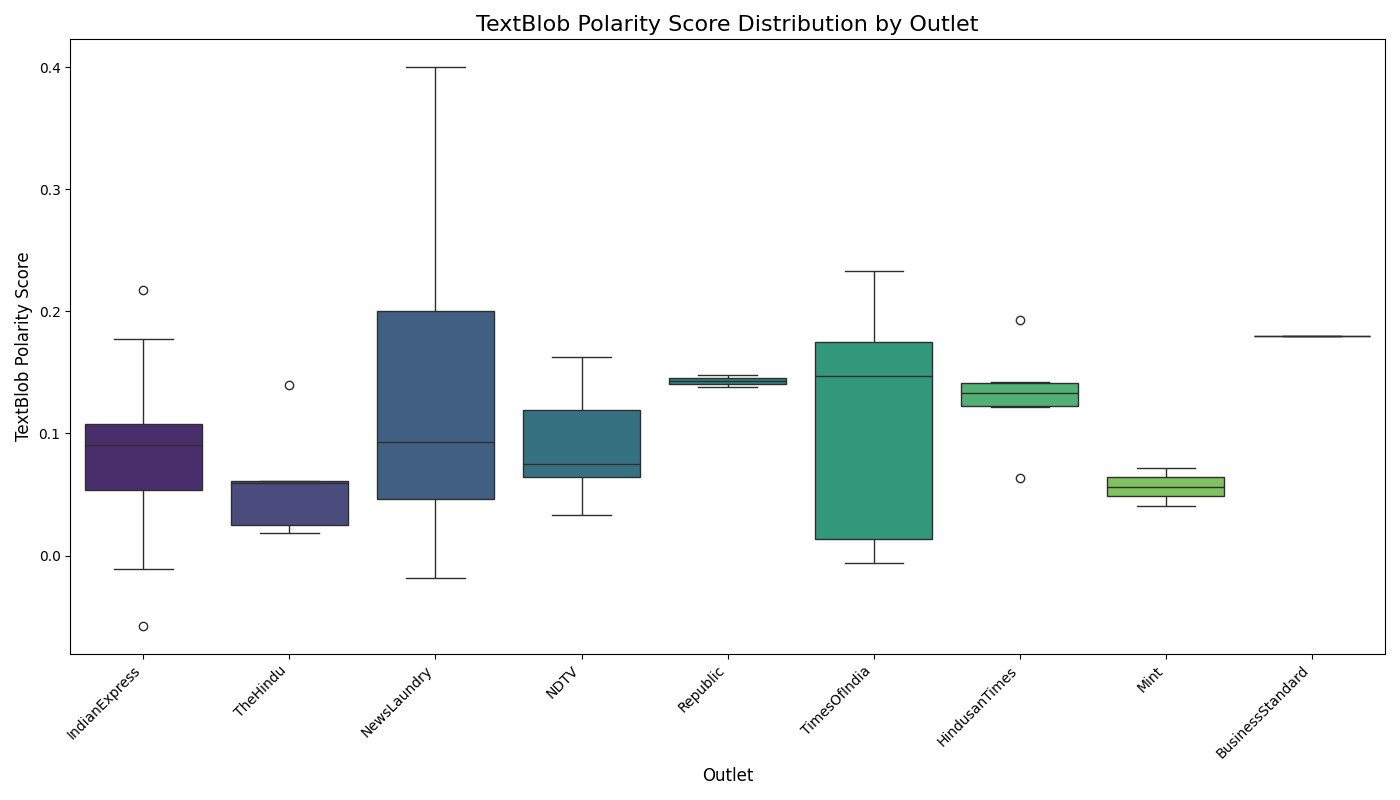 TextBlob Polarity Score Distribution by Outlet
TextBlob Polarity Score
0.4
0.3
0.2
0.1
0.0
IndianExpress
TheHindu
NewsLaundry
NDTV
Republic
TimesOfIndia
HindusanTimes
Mint
BusinessStandard
Outlet